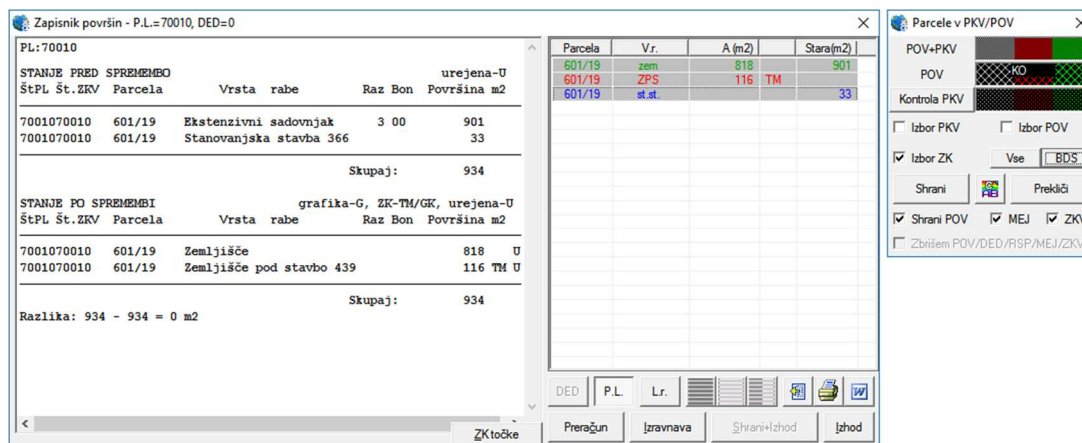 Zapisnik površin - P.L.=70010, DED=0
PL:70010
STANJE PRED SPREMEMBO urejena-U
ŠtPL Št.ZKV Parcela Vrsta rabe Raz Bon Površina m2
7001070010 601/19 Ekstenzivni sadovnjak 3 00 901
7001070010 601/19 Stanovanjska stavba 366 33
Skupaj: 934
STANJE PO SPREMEMBI grafika-G, ZK-TM/GK, urejena-U
ŠtPL Št.ZKV Parcela Vrsta rabe Raz Bon Površina m2
7001070010 601/19 Zemljišče 818 U
7001070010 601/19 Zemljišče pod stavbo 439 116 TM U
Skupaj: 934
Razlika: 934 - 934 = 0 m2
ZK točke
Parcela V.r. A (m2) Stara(m2)
601/19 zem 818 901
601/19 ZPS 116 TM
601/19 st.st. 33
DED P.L. L.r.
Preračun Izravnava Shrani+Izhod Izhod
Parcele v PKV/POV
POV+PKV
POV KO
Kontrola PKV
Izbor PKV Izbor POV
Izbor ZK Vse BDS
Shrani Prekliči
Shrani POV MEJ ZKV
Zbrišem POV/DED/RSP/MEJ/ZKV